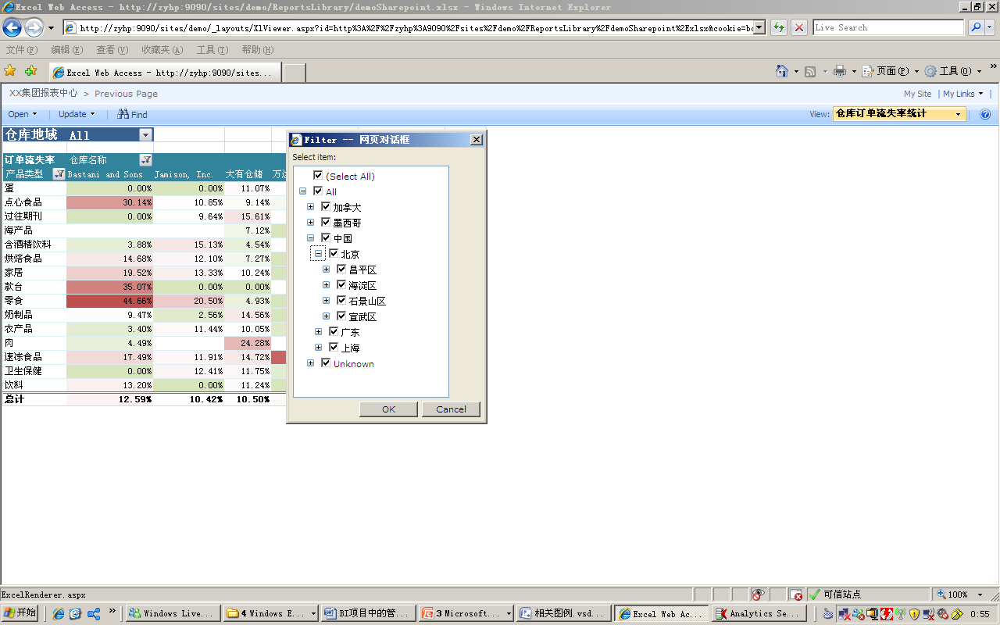 Excel Web Access - http://zyhp:9090/sites/demo/ReportsLibrary/demoSharepoint.xlsx - Windows Internet Explorer
http://zyhp:9090/sites/demo/_layouts/XlViewer.aspx?id=http%3A%2F%2Fzyhp%3A9090%2Fsites%2Fdemo%2FReportsLibrary%2FdemoSharepoint%2Exlsx&cookie=bo
Live Search
文件(F) 编辑(E) 查看(V) 收藏夹(A) 工具(T) 帮助(H)
Excel Web Access - http://zyhp:9090/sites...
页面(P) 工具(O) »
XX集团报表中心 > Previous Page
My Site | My Links |
Open Update Find
View: 仓库订单流失率统计
仓库地域 All
订单流失率 仓库名称
产品类型 Bastani and Sons Jamison, Inc. 大有仓储
蛋 0.00% 0.00% 11.07%
点心食品 30.14% 10.85% 9.14%
过往期刊 0.00% 9.64% 15.61%
海产品 7.12%
含酒精饮料 3.88% 15.13% 4.54%
烘焙食品 14.68% 12.10% 7.27%
家居 19.52% 13.33% 10.24%
款台 35.07% 0.00% 0.00%
零食 44.66% 20.50% 4.93%
奶制品 9.47% 2.56% 14.56%
农产品 3.40% 11.44% 10.05%
肉 4.49% 24.28%
速冻食品 17.49% 11.91% 14.72%
卫生保健 0.00% 12.41% 11.75%
饮料 13.20% 0.00% 11.24%
总计 12.59% 10.42% 10.50%
Filter -- 网页对话框
Select item:
(Select All)
All
加拿大
墨西哥
中国
北京
昌平区
海淀区
石景山区
宣武区
广东
上海
Unknown
OK Cancel
ExcelRenderer.aspx
可信站点
100%
开始 » Windows Live... 4 Windows E... BI项目中的管... 3 Microsoft... 相关图例.vsd... Excel Web Ac... Analytics Se... 0:55